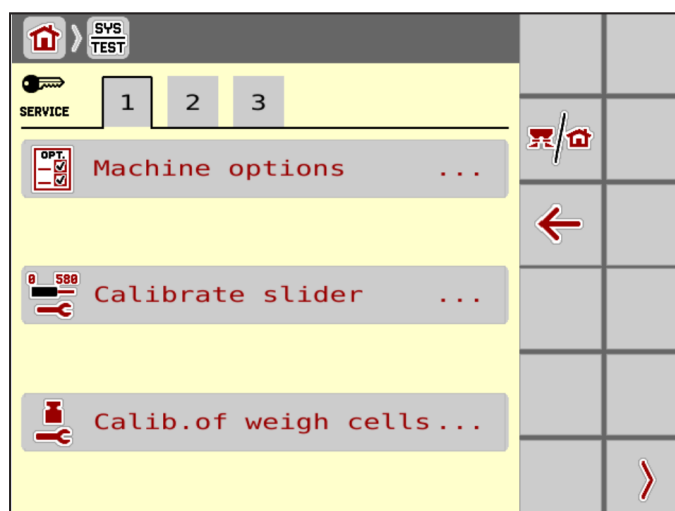 SYS
TEST
SERVICE
1 2 3
OPT.
Machine options ...
0 580
Calibrate slider ...
Calib.of weigh cells...